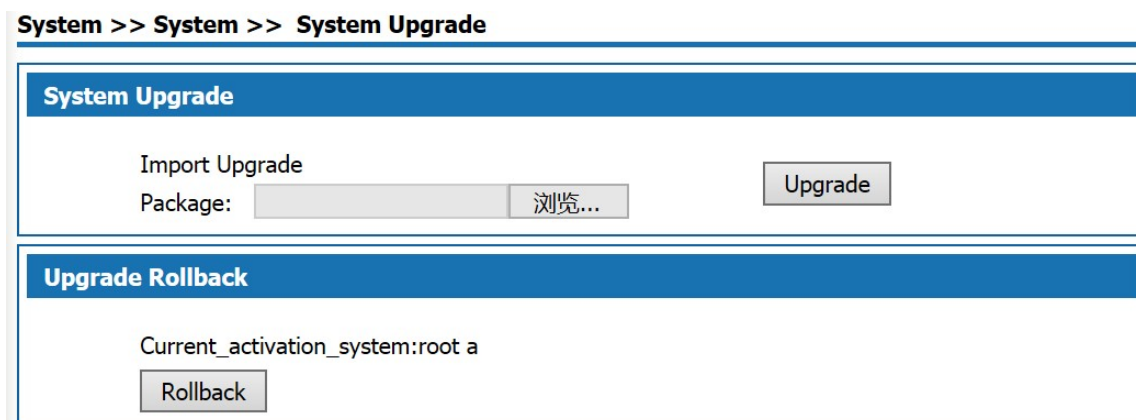 System >> System >> System Upgrade
System Upgrade
Import Upgrade
Package: 浏览...
Upgrade
Upgrade Rollback
Current_activation_system:root a
Rollback